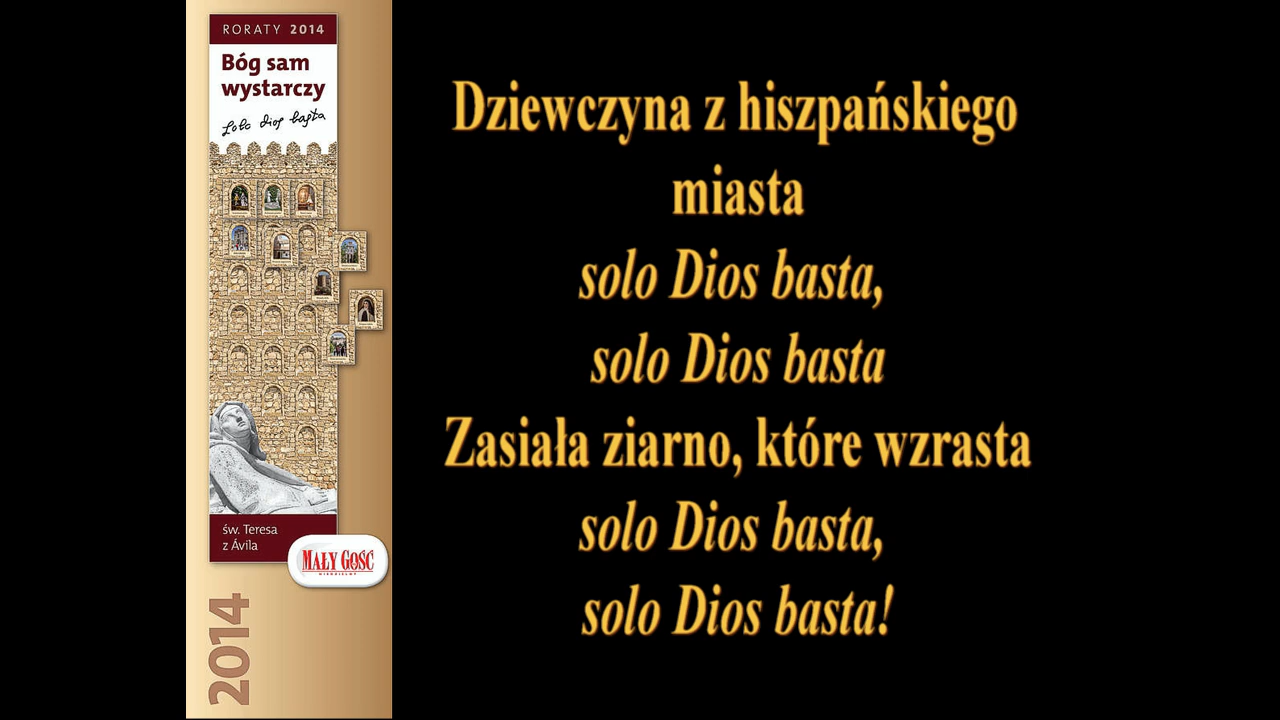 RORATY 2014
Bóg sam
wystarczy
Solo dios basta
św. Teresa
z Ávila
MAŁY GOŚĆ
NIEDZIELNY
2014
Dziewczyna z hiszpańskiego
miasta
solo Dios basta,
solo Dios basta
Zasiała ziarno, które wzrasta
solo Dios basta,
solo Dios basta!